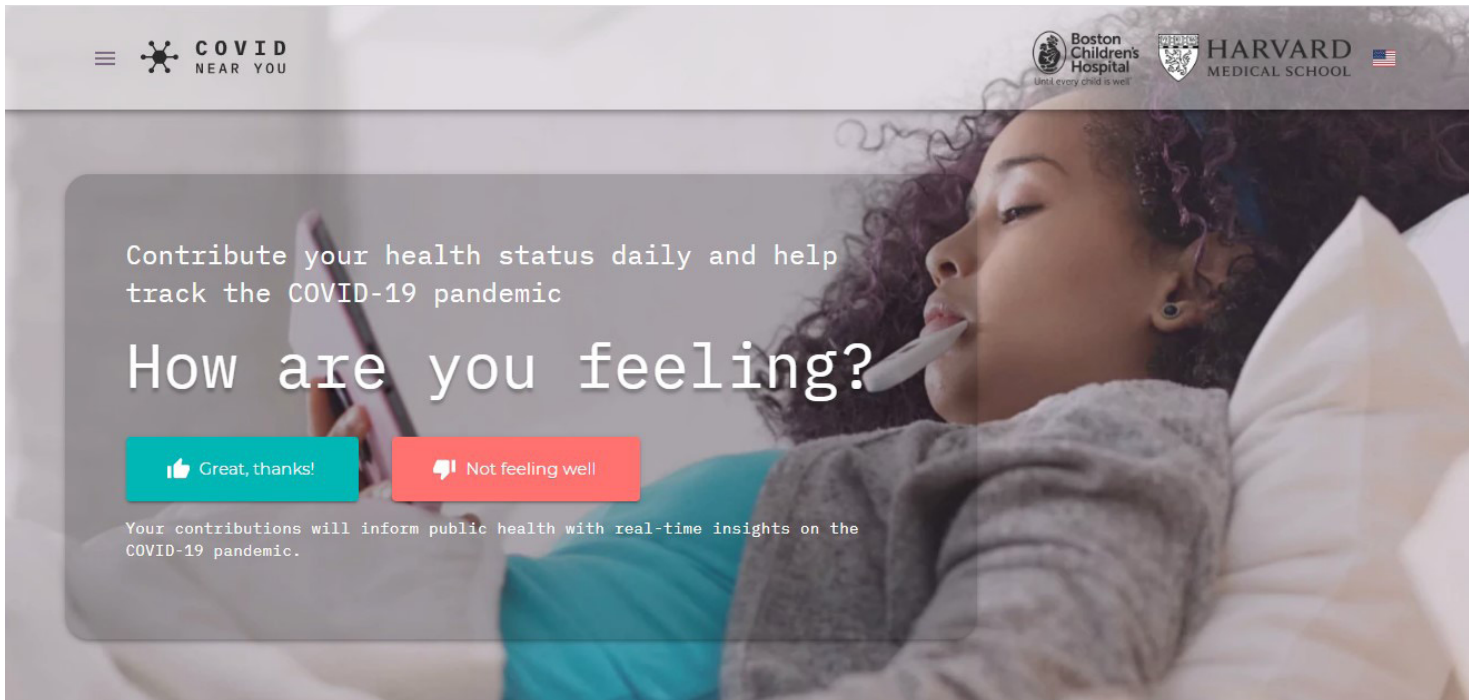 COVID
NEAR YOU
Boston
Children's
Hospital
Until every child is well
HARVARD
MEDICAL SCHOOL
Contribute your health status daily and help
track the COVID-19 pandemic
How are you feeling?
Great, thanks!
Not feeling well
Your contributions will inform public health with real-time insights on the
COVID-19 pandemic.